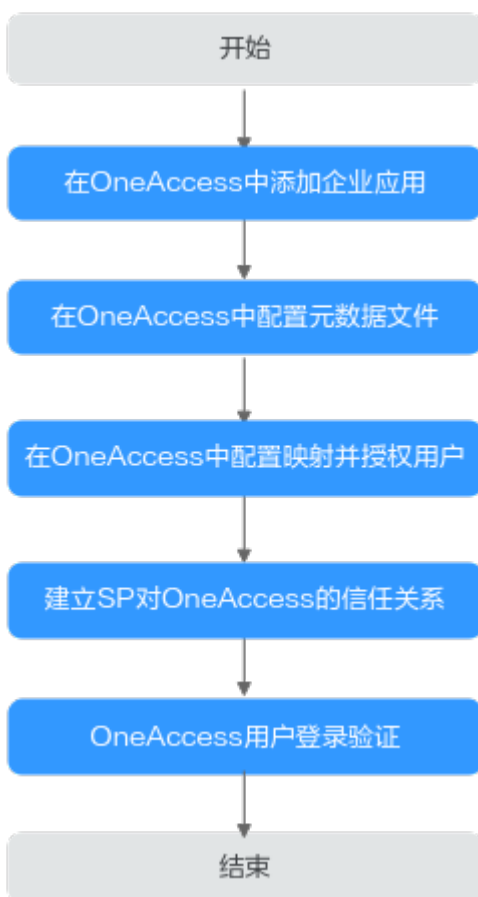 开始
在OneAccess中添加企业应用
在OneAccess中配置元数据文件
在OneAccess中配置映射并授权用户
建立SP对OneAccess的信任关系
OneAccess用户登录验证
结束